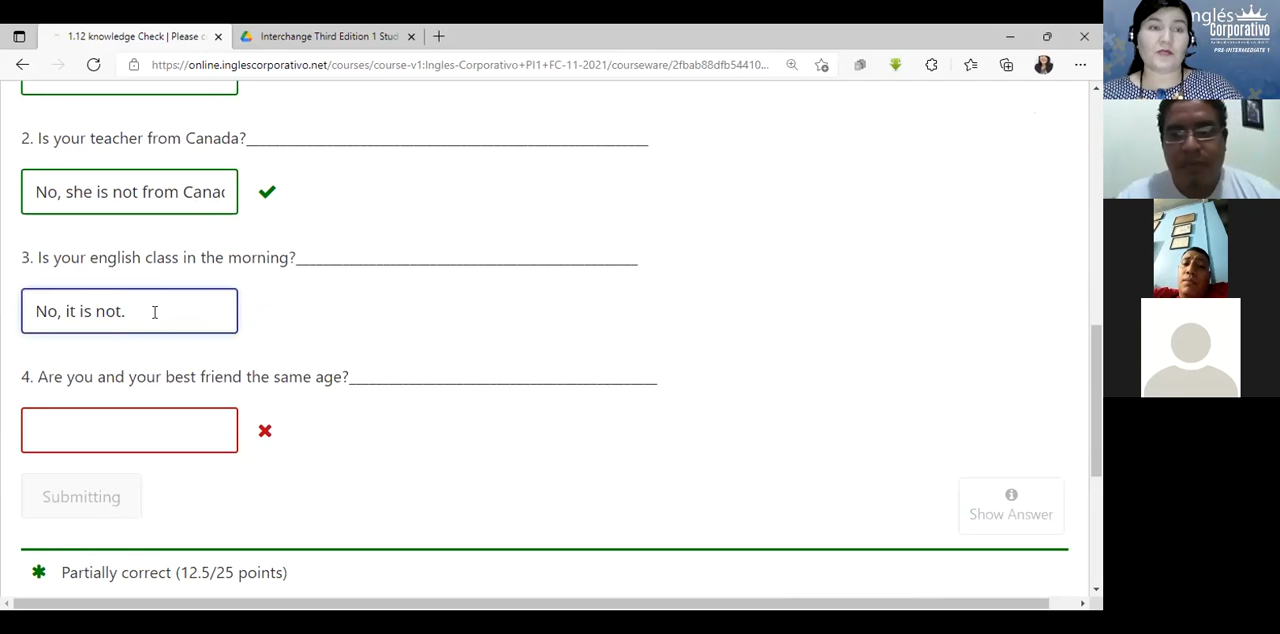 1.12 knowledge Check | Please c
Interchange Third Edition 1 Stud
https://online.inglescorporativo.net/courses/course-v1:Ingles-Corporativo+PI1+FC-11-2021/courseware/2fbab88dfb54410...
Inglés
Corporativo
PRE-INTERMEDIATE 1
2. Is your teacher from Canada?
No, she is not from Canac
3. Is your english class in the morning?
No, it is not.
4. Are you and your best friend the same age?
Submitting
Show Answer
Partially correct (12.5/25 points)